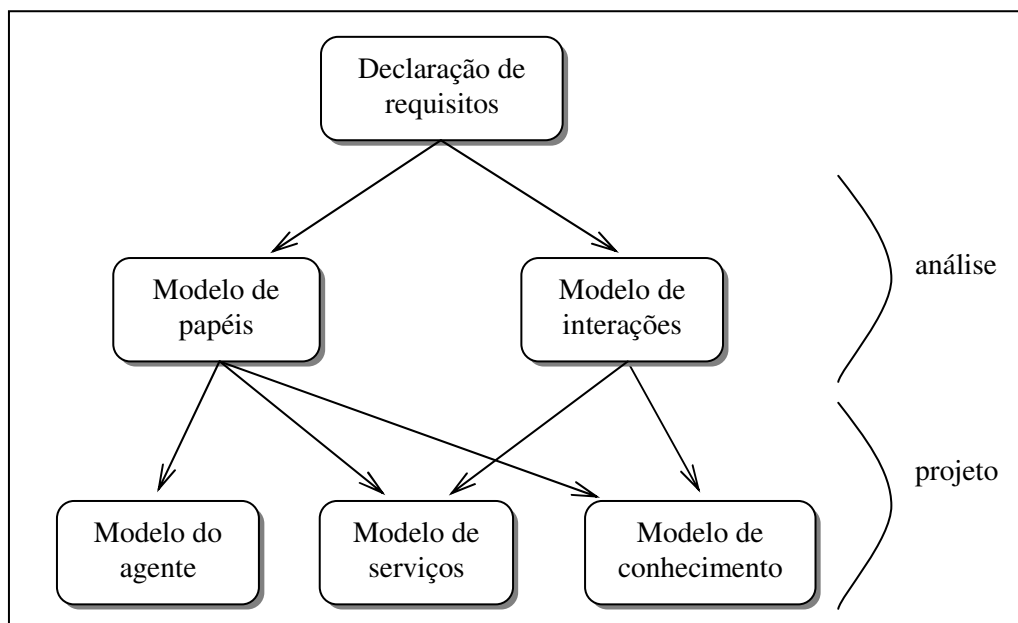 Declaração de
requisitos
análise
Modelo de
papéis
Modelo de
interações
projeto
Modelo do
agente
Modelo de
serviços
Modelo de
conhecimento